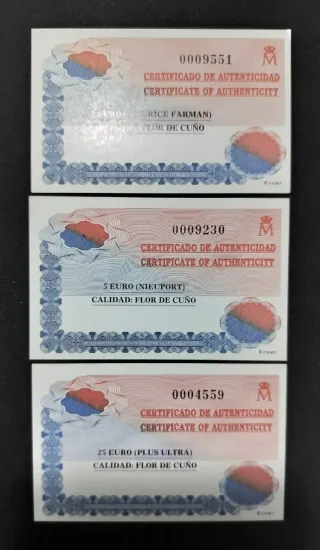 0009551
M
CERTIFICADO DE AUTENTICIDAD
CERTIFICATE OF AUTHENTICITY
FARMAN)
FLOR DE CUÑO
0009230
M
CERTIFICADO DE AUTENTICIDAD
CERTIFICATE OF AUTHENTICITY
5 EURO (NIEUPORT)
CALIDAD: FLOR DE CUÑO
0004559
M
CERTIFICADO DE AUTENTICIDAD
CERTIFICATE OF AUTHENTICITY
25 EURO (PLUS ULTRA)
CALIDAD: FLOR DE CUÑO